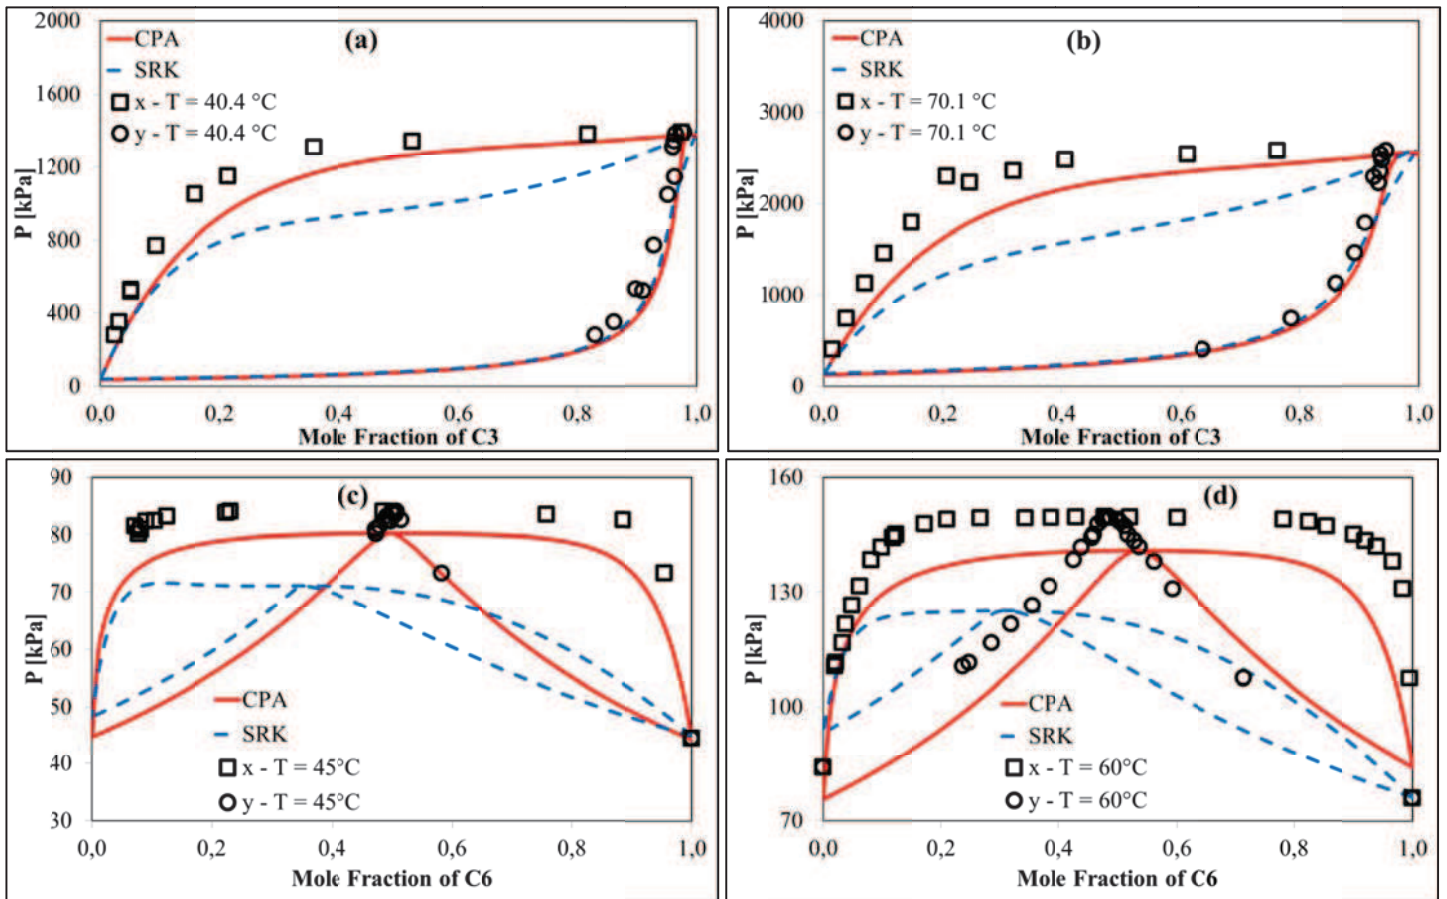 2000
(a)
CPA
SRK
x - T = 40.4 °C
y - T = 40.4 °C
1600
1200
800
400
0
P [kPa]
0,0 0,2 0,4 0,6 0,8 1,0
Mole Fraction of C3
4000
(b)
CPA
SRK
x - T = 70.1 °C
y - T = 70.1 °C
3000
2000
1000
0
P [kPa]
0,0 0,2 0,4 0,6 0,8 1,0
Mole Fraction of C3
90
(c)
80
70
60
50
40
30
P [kPa]
CPA
SRK
x - T = 45°C
y - T = 45°C
0,0 0,2 0,4 0,6 0,8 1,0
Mole Fraction of C6
160
(d)
130
100
70
P [kPa]
CPA
SRK
x - T = 60°C
y - T = 60°C
0,0 0,2 0,4 0,6 0,8 1,0
Mole Fraction of C6